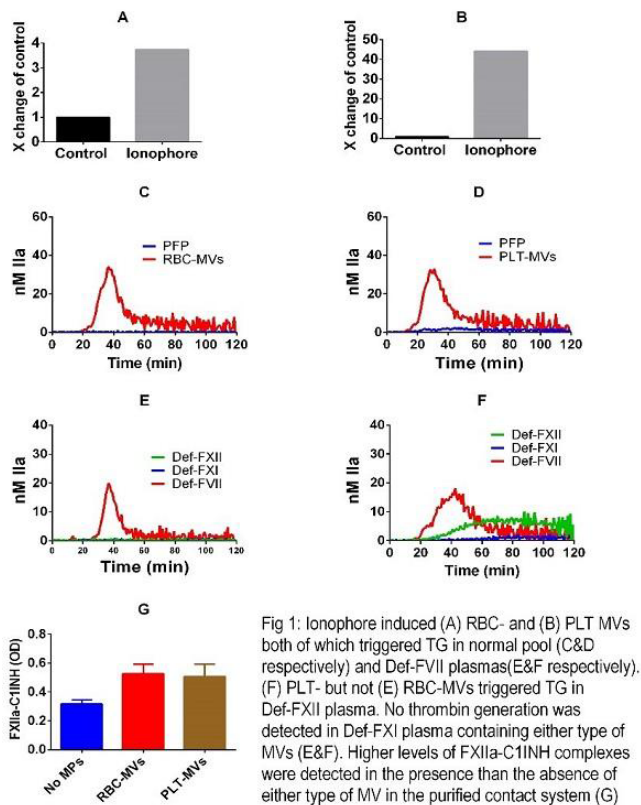 A
X change of control
4
3
2
1
0
Control
Ionophore
B
X change of control
50
40
30
20
10
0
Control
Ionophore
C
nM IIa
60
40
20
0
PFP
RBC-MVs
0 20 40 60 80 100 120
Time (min)
D
nM IIa
60
40
20
0
PFP
PLT-MVs
0 20 40 60 80 100 120
Time (min)
E
nM IIa
40
30
20
10
0
Def-FXII
Def-FXI
Def-FVII
0 20 40 60 80 100 120
Time (min)
F
nM IIa
40
30
20
10
0
Def-FXII
Def-FXI
Def-FVII
0 20 40 60 80 100 120
Time (min)
G
FXIIa-C1INH (OD)
0.8
0.6
0.4
0.2
0.0
No MPs
RBC-MVs
PLT-MVs
Fig 1: Ionophore induced (A) RBC- and (B) PLT MVs
both of which triggered TG in normal pool (C&D
respectively) and Def-FVII plasmas(E&F respectively).
(F) PLT- but not (E) RBC-MVs triggered TG in
Def-FXII plasma. No thrombin generation was
detected in Def-FXI plasma containing either type of
MVs (E&F). Higher levels of FXIIa-C1INH complexes
were detected in the presence than the absence of
either type of MV in the purified contact system (G)